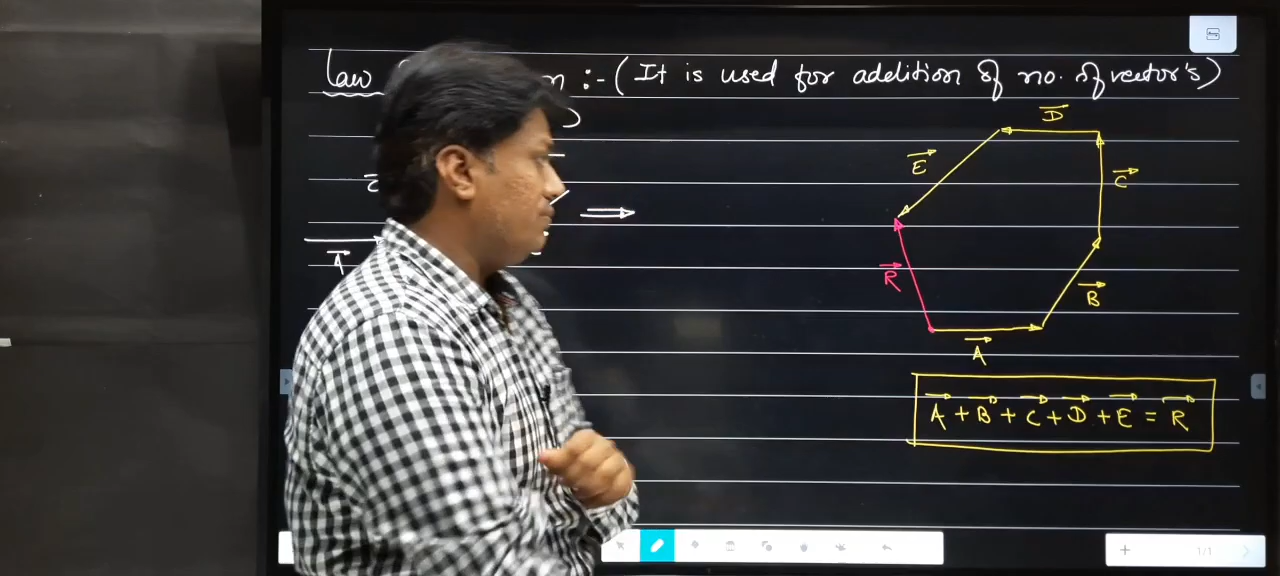 Law :- (It is used for addition of no. of vector's)
D
E
C
C
A
R
B
A
A + B + C + D + E = R
1/1